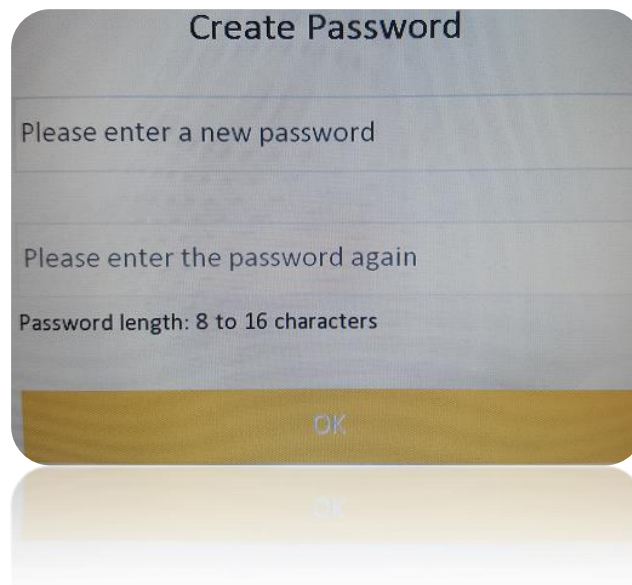 Create Password
Please enter a new password
Please enter the password again
Password length: 8 to 16 characters
OK